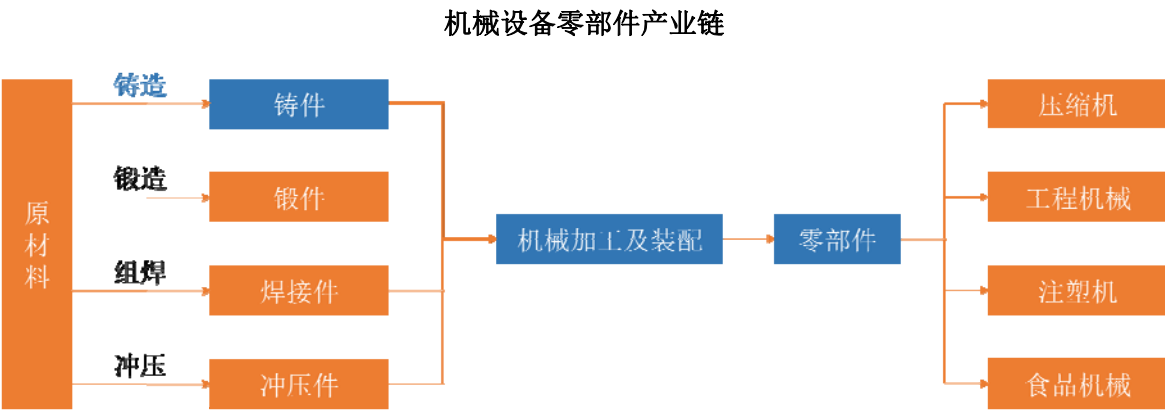 机械设备零部件产业链
原材料
铸造
铸件
锻造
锻件
组焊
焊接件
冲压
冲压件
机械加工及装配
零部件
压缩机
工程机械
注塑机
食品机械